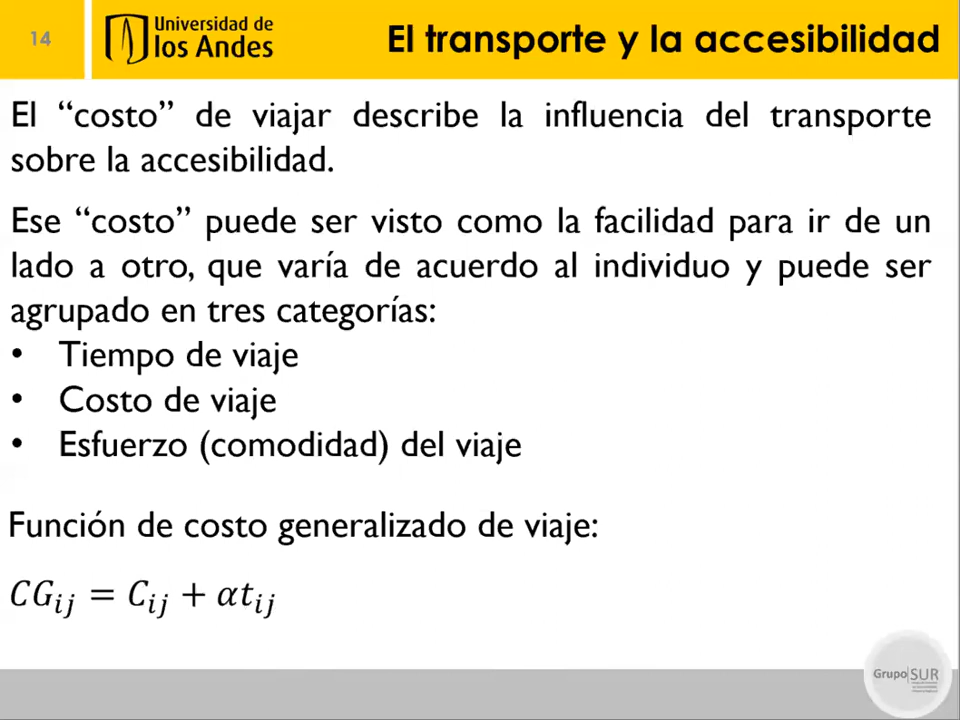 14
Universidad de
los Andes
El transporte y la accesibilidad
El “costo” de viajar describe la influencia del transporte
sobre la accesibilidad.
Ese “costo” puede ser visto como la facilidad para ir de un
lado a otro, que varía de acuerdo al individuo y puede ser
agrupado en tres categorías:
• Tiempo de viaje
• Costo de viaje
• Esfuerzo (comodidad) del viaje
Función de costo generalizado de viaje:
𝐶𝐺ᵢⱼ = 𝐶ᵢⱼ + 𝛼𝑡ᵢⱼ
Grupo|SUR